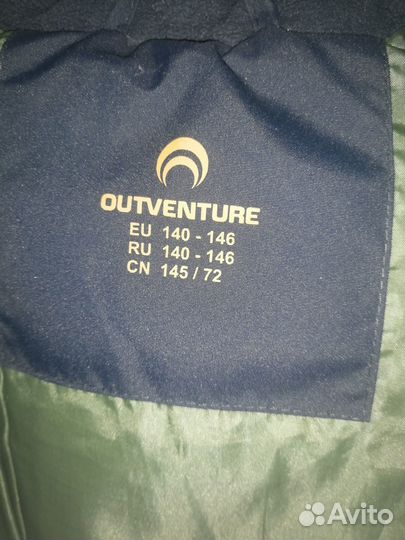 OUTVENTURE
EU 140 - 146
RU 140 - 146
CN 145 / 72
Avito